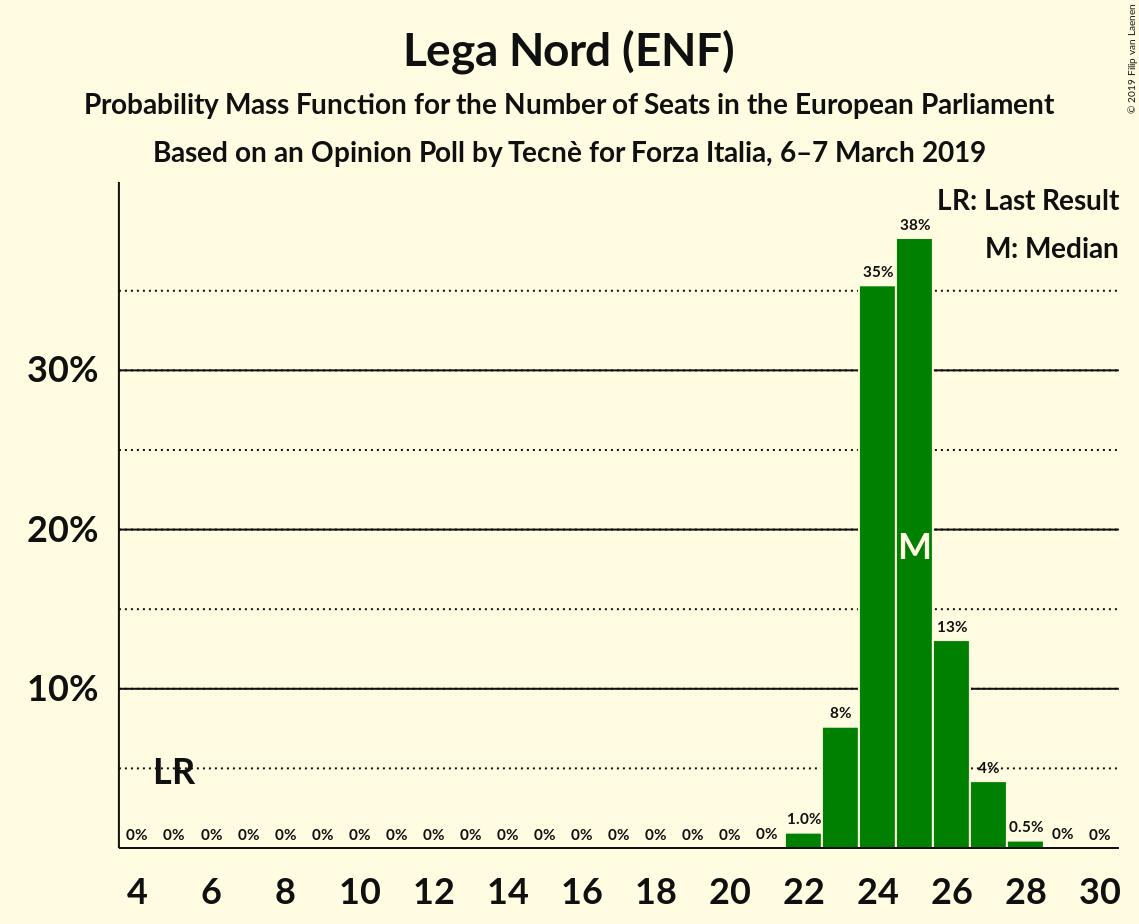 Lega Nord (ENF)
Probability Mass Function for the Number of Seats in the European Parliament
Based on an Opinion Poll by Tecnè for Forza Italia, 6–7 March 2019
© 2019 Filip van Laenen
LR: Last Result
M: Median
38%
35%
30%
20%
M
13%
10%
8%
4%
LR
0% 0% 0% 0% 0% 0% 0% 0% 0% 0% 0% 0% 0% 0% 0% 0% 0% 0% 1.0% 0.5% 0% 0%
4 6 8 10 12 14 16 18 20 22 24 26 28 30